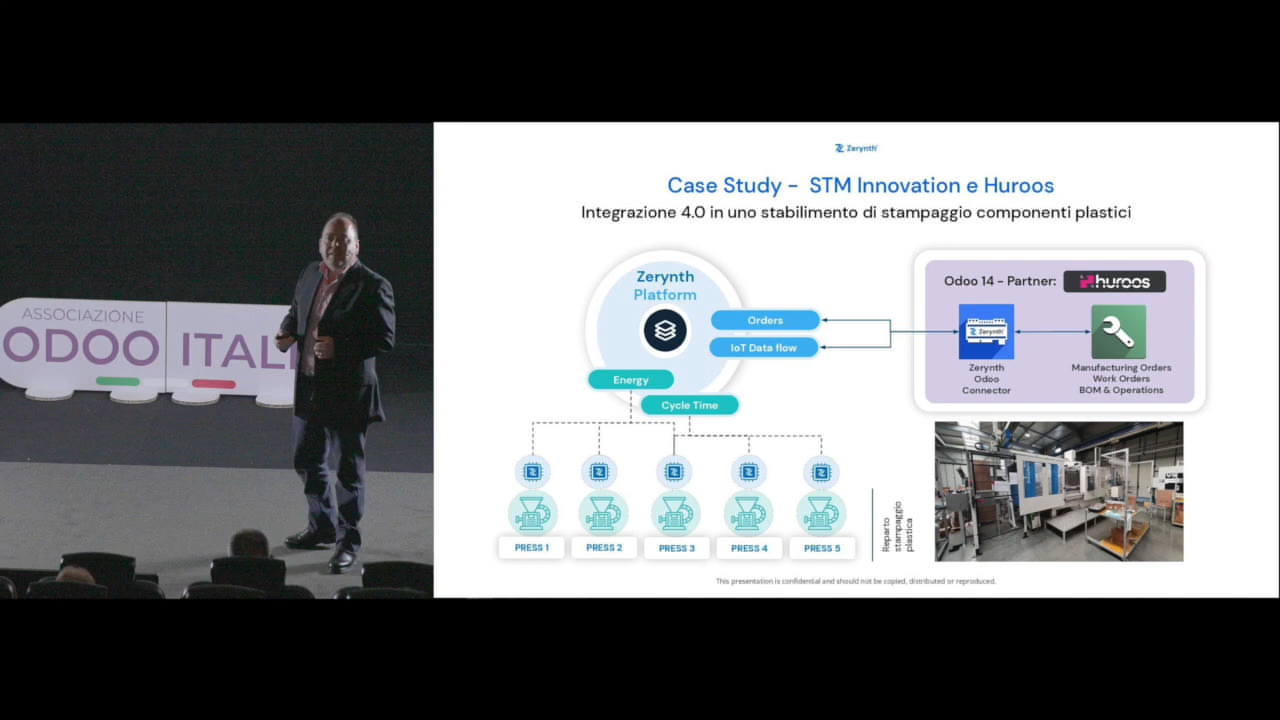 ASSOCIAZIONE
ODOO ITAL
Zerynth
Case Study - STM Innovation e Huroos
Integrazione 4.0 in uno stabilimento di stampaggio componenti plastici
Zerynth
Platform
Orders
IoT Data flow
Energy
Cycle Time
Odoo 14 - Partner: huroos
Zerynth
Zerynth
Odoo
Connector
Manufacturing Orders
Work Orders
BOM & Operations
PRESS 1
PRESS 2
PRESS 3
PRESS 4
PRESS 5
Reparto
stampaggio
plastica
This presentation is confidential and should not be copied, distributed or reproduced.